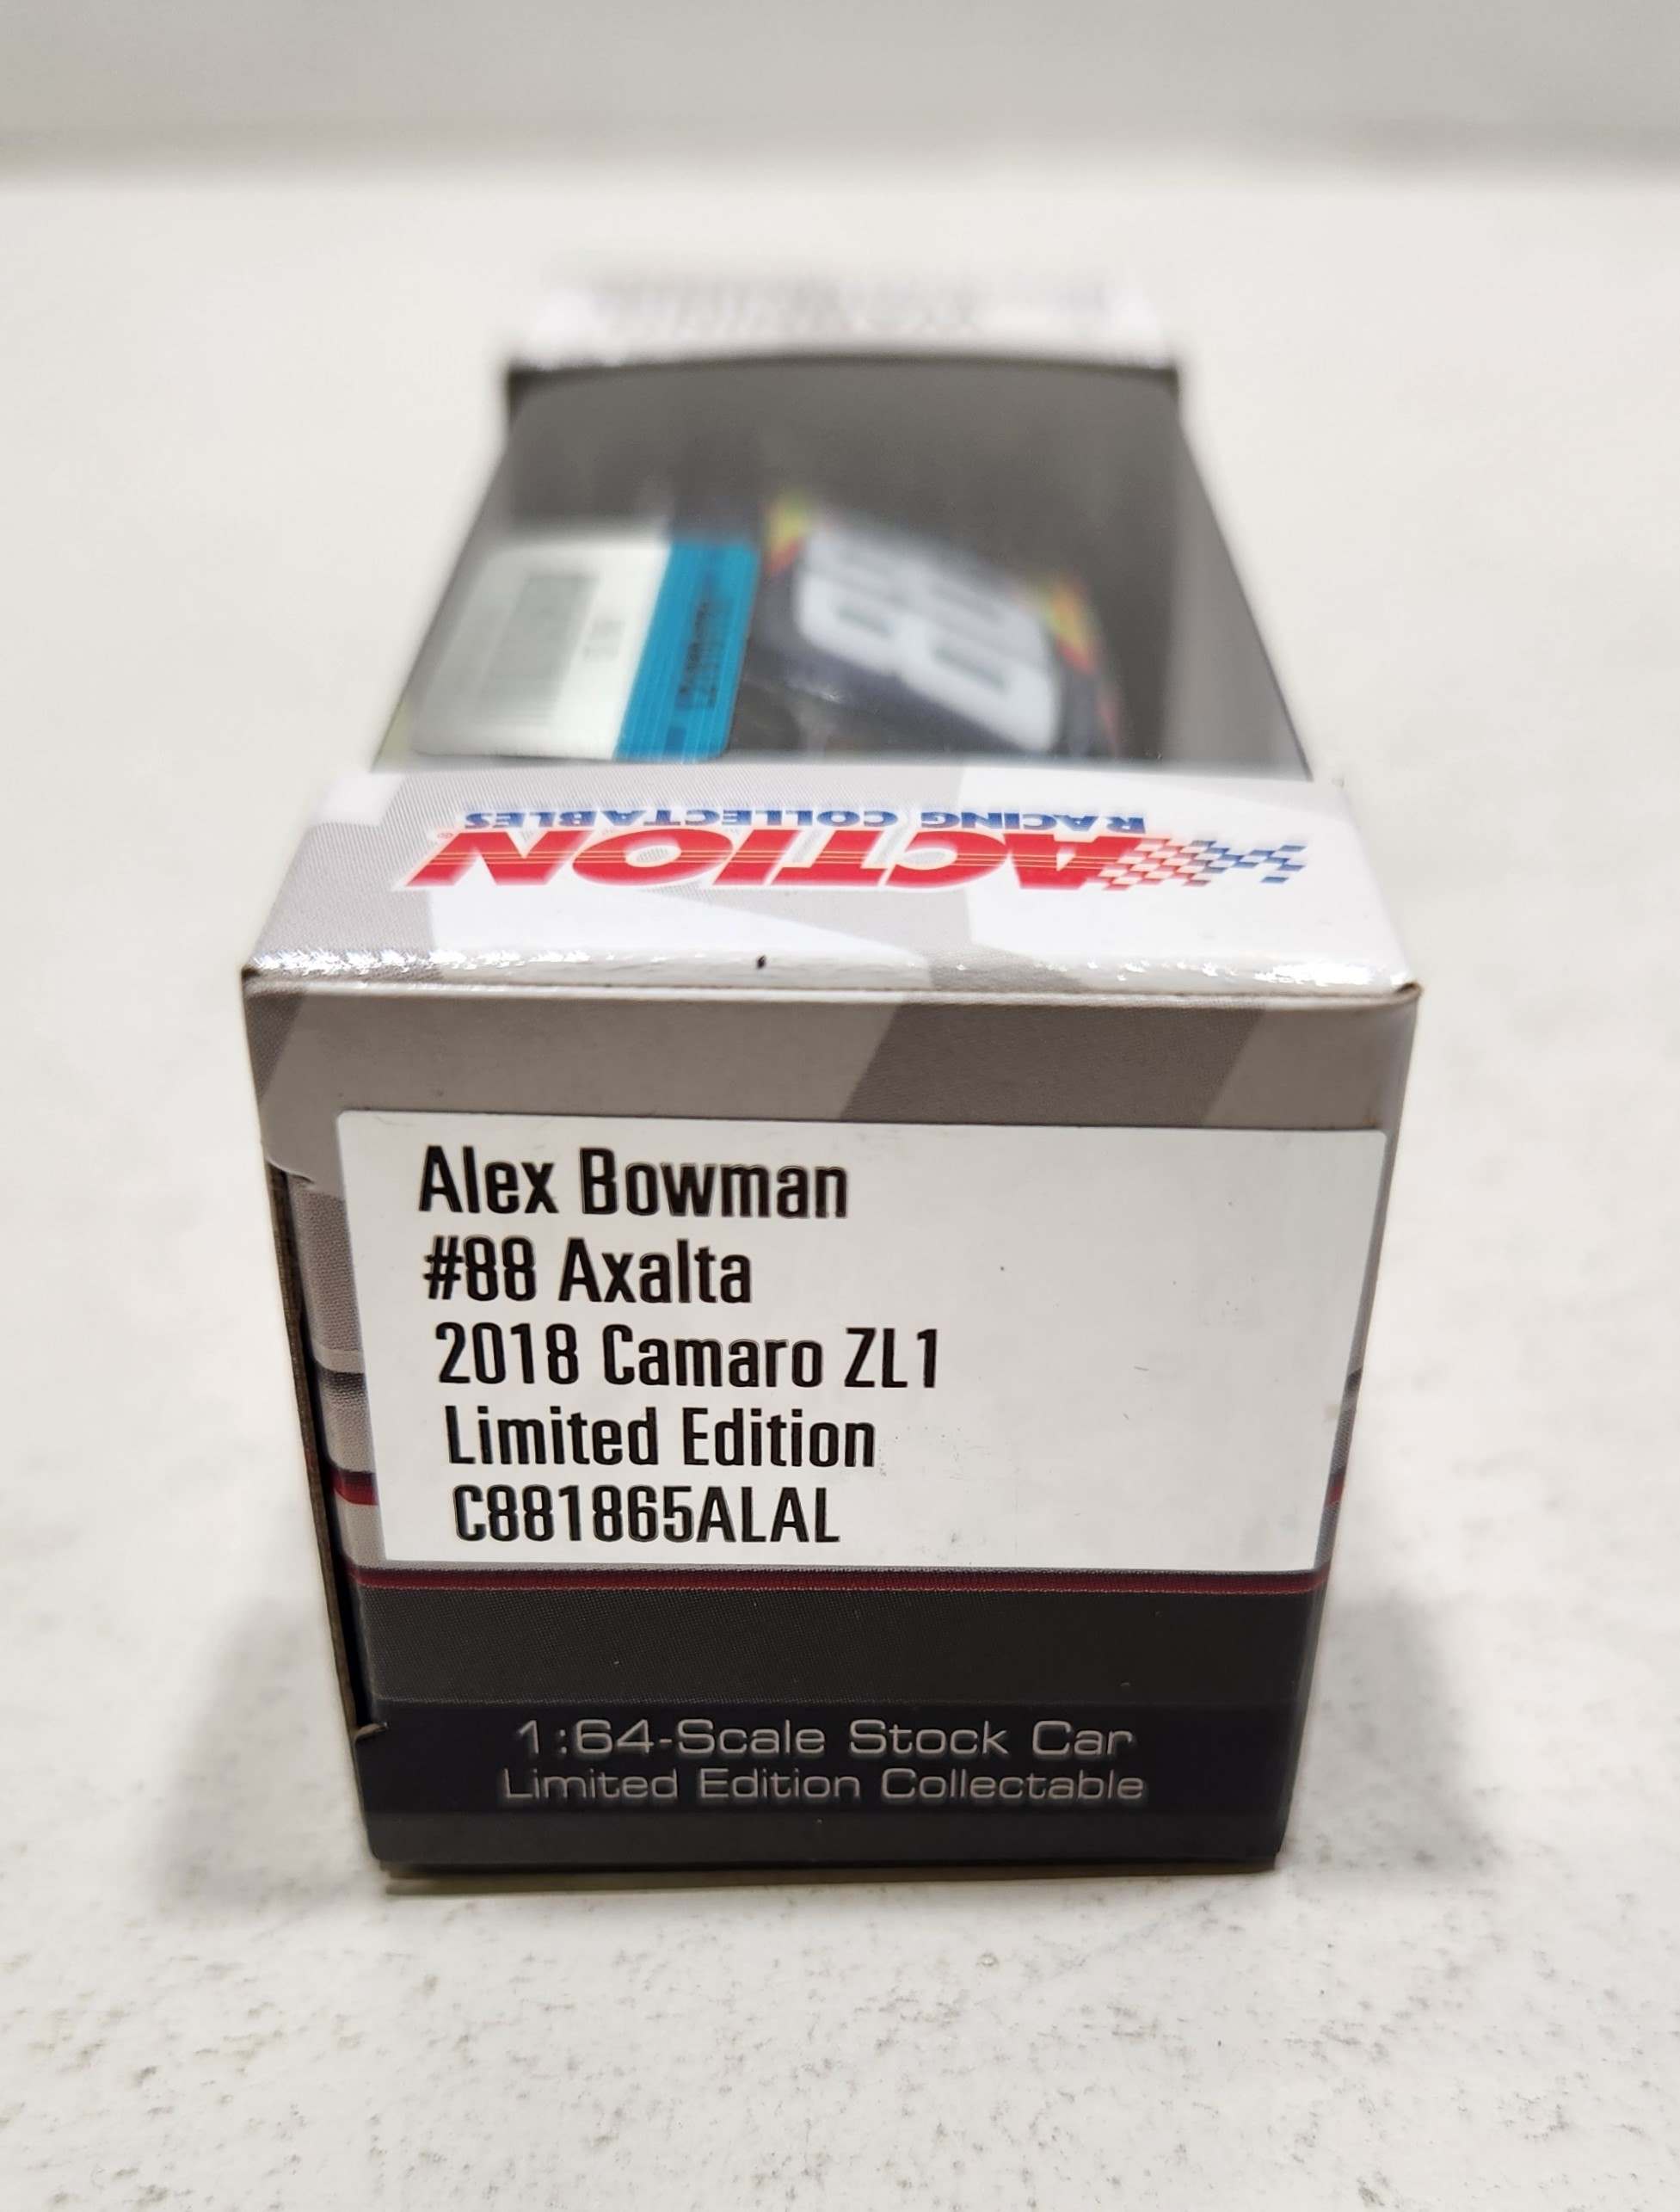 88
RACING COLLECTABLES
ACTION
Alex Bowman
#88 Axalta
2018 Camaro ZL1
Limited Edition
C881865ALAL
1:64-Scale Stock Car
Limited Edition Collectable